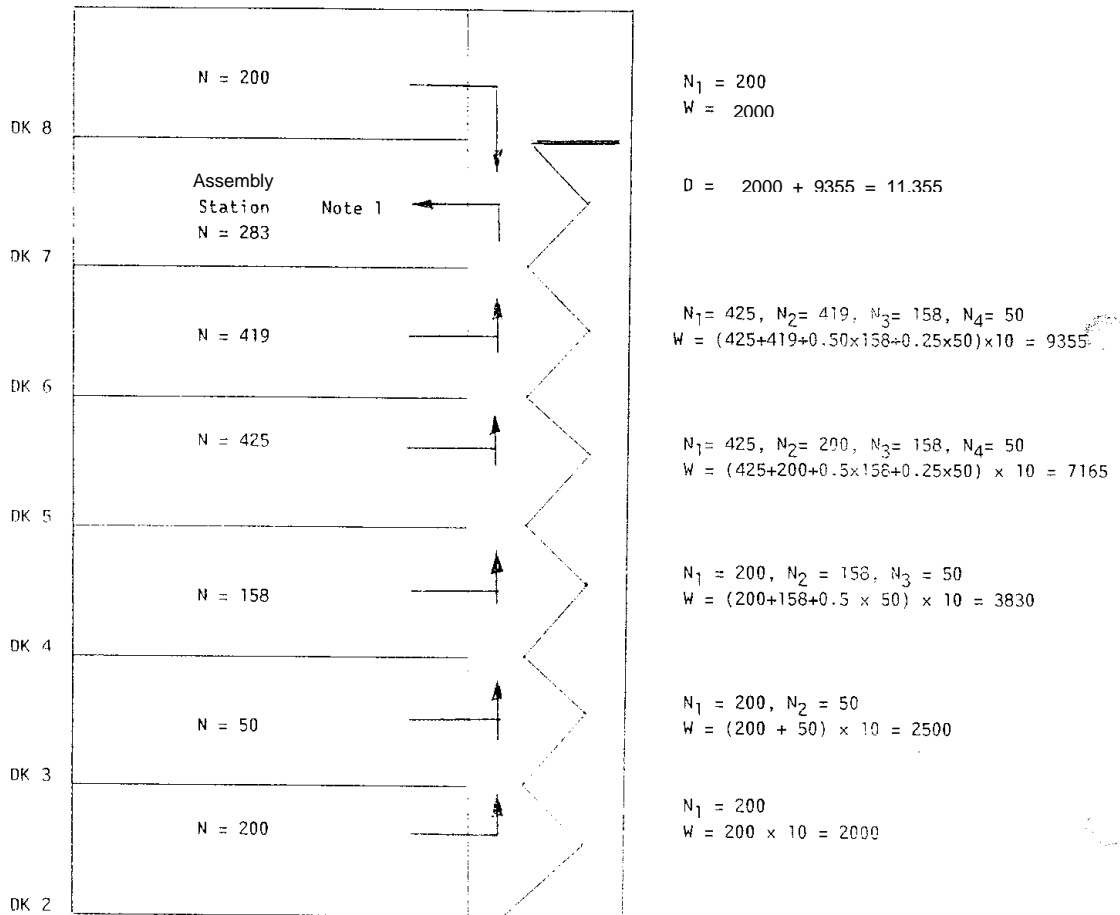 N = 200
N1 = 200
W = 2000
DK 8
Assembly
Station Note 1
N = 283
D = 2000 + 9355 = 11.355
DK 7
N = 419
N1= 425, N2= 419, N3= 158, N4= 50
W = (425+419+0.50x158+0.25x50)x10 = 9355
DK 6
N = 425
N1= 425, N2= 200, N3= 158, N4= 50
W = (425+200+0.5x158+0.25x50) x 10 = 7165
DK 5
N = 158
N1 = 200, N2 = 158, N3 = 50
W = (200+158+0.5 x 50) x 10 = 3830
DK 4
N = 50
N1 = 200, N2 = 50
W = (200 + 50) x 10 = 2500
DK 3
N = 200
N1 = 200
W = 200 x 10 = 2000
DK 2